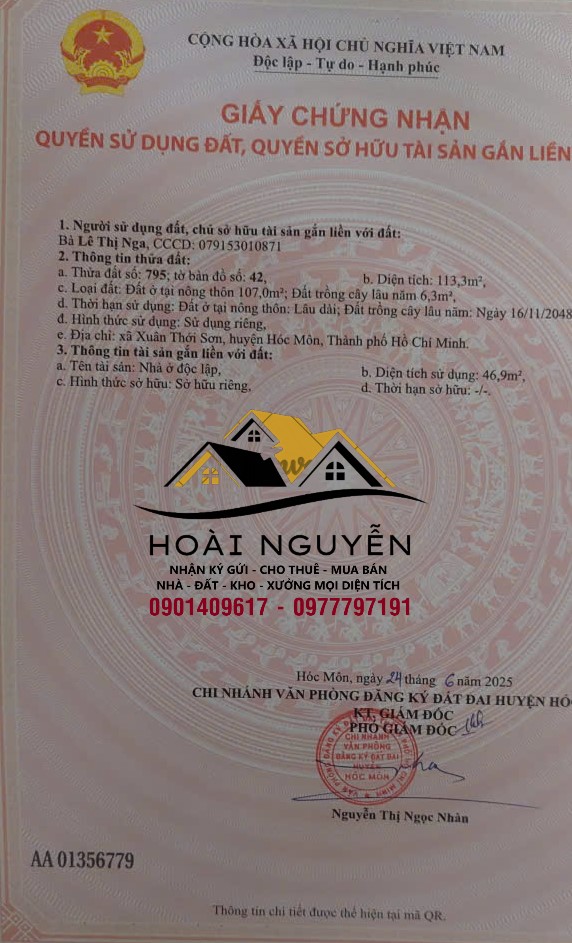 CỘNG HÒA XÃ HỘI CHỦ NGHĨA VIỆT NAM
Độc lập - Tự do - Hạnh phúc
GIẤY CHỨNG NHẬN
QUYỀN SỬ DỤNG ĐẤT, QUYỀN SỞ HỮU TÀI SẢN GẮN LIỀN
1. Người sử dụng đất, chủ sở hữu tài sản gắn liền với đất:
Bà Lê Thị Nga, CCCD: 079153010871
2. Thông tin thửa đất:
a. Thửa đất số: 795; tờ bản đồ số: 42, b. Diện tích: 113,3m²,
c. Loại đất: Đất ở tại nông thôn 107,0m²; Đất trồng cây lâu năm 6,3m²,
d. Thời hạn sử dụng: Đất ở tại nông thôn: Lâu dài; Đất trồng cây lâu năm: Ngày 16/11/2048
đ. Hình thức sử dụng: Sử dụng riêng,
e. Địa chỉ: xã Xuân Thới Sơn, huyện Hóc Môn, Thành phố Hồ Chí Minh.
3. Thông tin tài sản gắn liền với đất:
a. Tên tài sản: Nhà ở độc lập, b. Diện tích sử dụng: 46,9m²,
c. Hình thức sở hữu: Sở hữu riêng, d. Thời hạn sở hữu: -/-.
HOÀI NGUYỄN
NHẬN KÝ GỬI - CHO THUÊ - MUA BÁN
NHÀ - ĐẤT - KHO - XƯỞNG MỌI DIỆN TÍCH
0901409617 - 0977797191
Hóc Môn, ngày 24 tháng 6 năm 2025
CHI NHÁNH VĂN PHÒNG ĐĂNG KÝ ĐẤT ĐAI HUYỆN HÓC
KT. GIÁM ĐỐC
PHÓ GIÁM ĐỐC
CHI NHÁNH
VĂN PHÒNG
ĐĂNG KÝ ĐẤT ĐAI
HUYỆN
HÓC MÔN
Nguyễn Thị Ngọc Nhân
AA 01356779
Thông tin chi tiết được thể hiện tại mã QR.